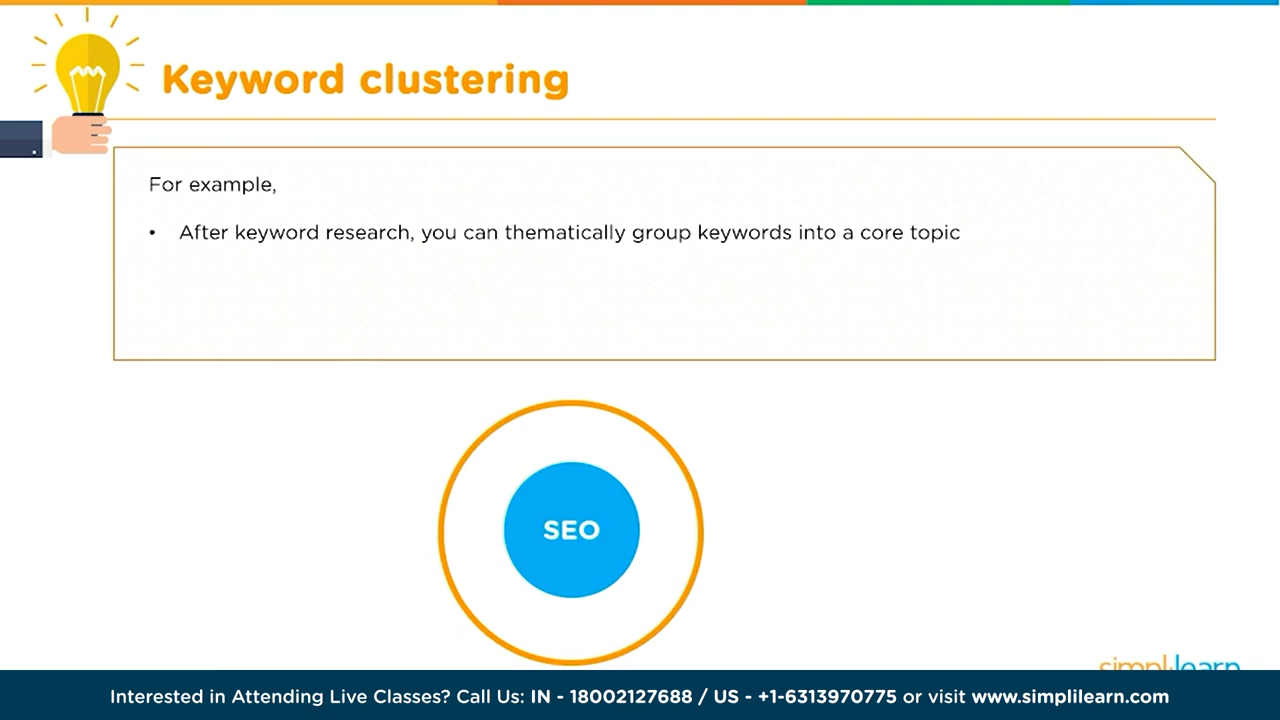 Keyword clustering
For example,
• After keyword research, you can thematically group keywords into a core topic
SEO
simplilearn
Interested in Attending Live Classes? Call Us: IN - 18002127688 / US - +1-6313970775 or visit www.simplilearn.com